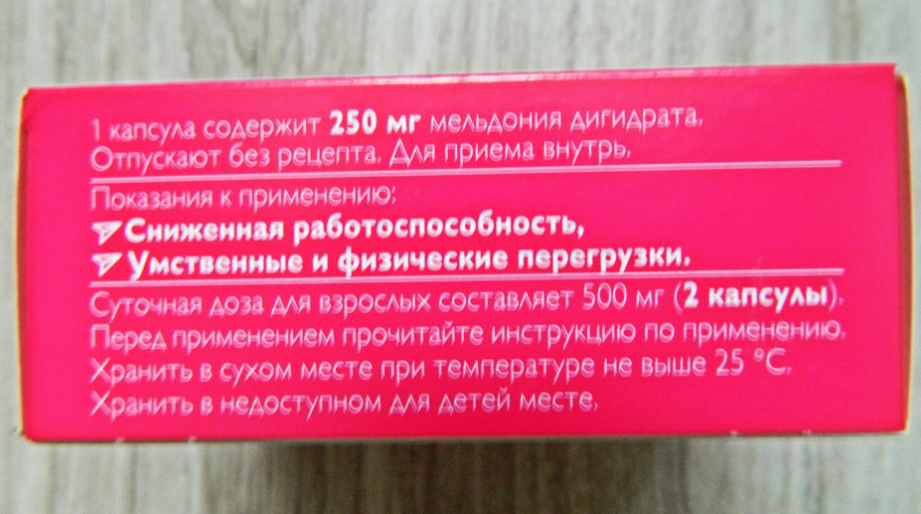 1 капсула содержит 250 мг мельдония дигидрата.
Отпускают без рецепта. Для приема внутрь.
Показания к применению:
Сниженная работоспособность,
Умственные и физические перегрузки.
Суточная доза для взрослых составляет 500 мг (2 капсулы).
Перед применением прочитайте инструкцию по применению.
Хранить в сухом месте при температуре не выше 25 ºС.
Хранить в недоступном для детей месте.